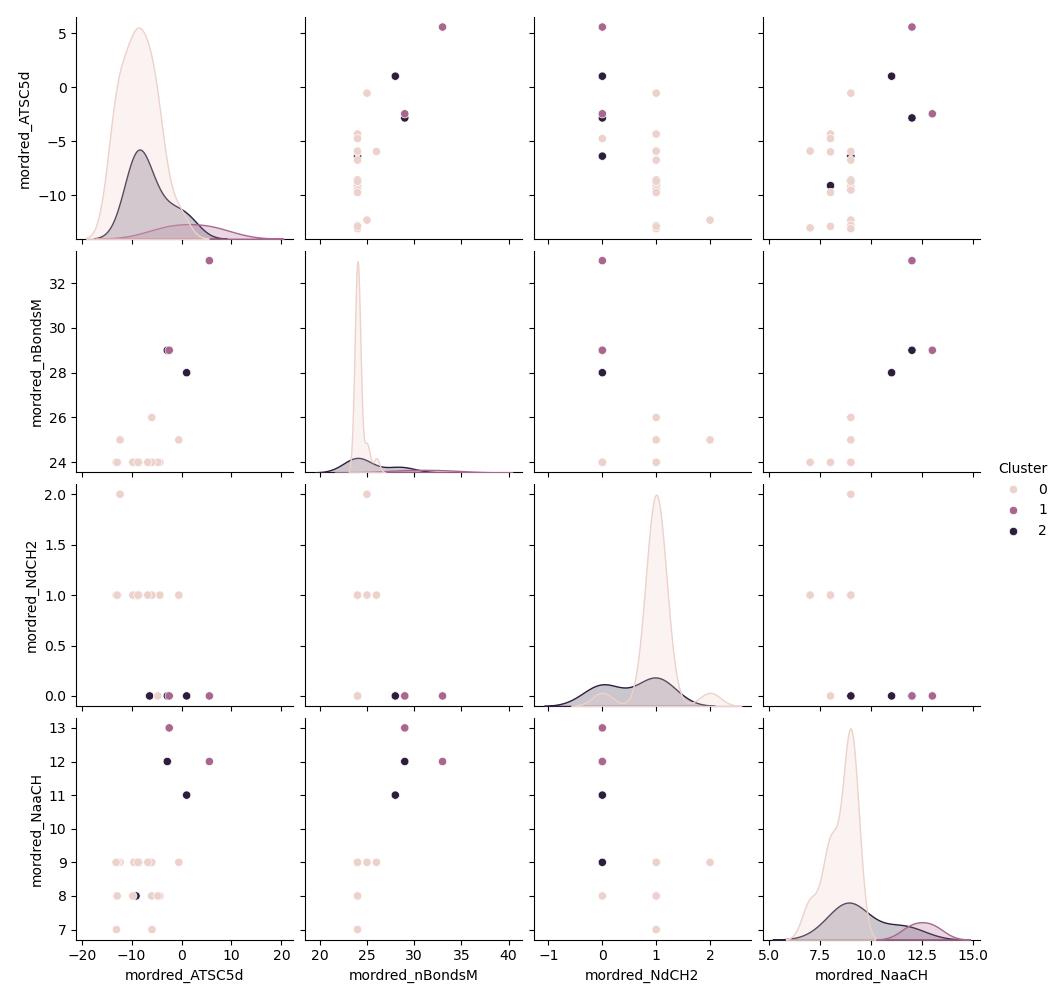 mordred_ATSC5d
5
0
−5
−10
mordred_nBondsM
32
30
28
26
24
mordred_NdCH2
2.0
1.5
1.0
0.5
0.0
mordred_NaaCH
13
12
11
10
9
8
7
−20 −10 0 10 20
20 25 30 35 40
−1 0 1 2
5.0 7.5 10.0 12.5 15.0
mordred_ATSC5d
mordred_nBondsM
mordred_NdCH2
mordred_NaaCH
Cluster
0
1
2